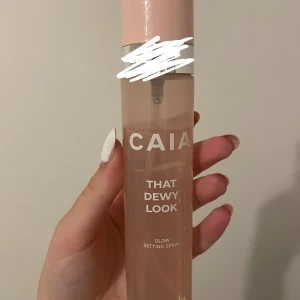 CAIA
THAT
DEWY
LOOK
GLOW
SETTING SPRAY